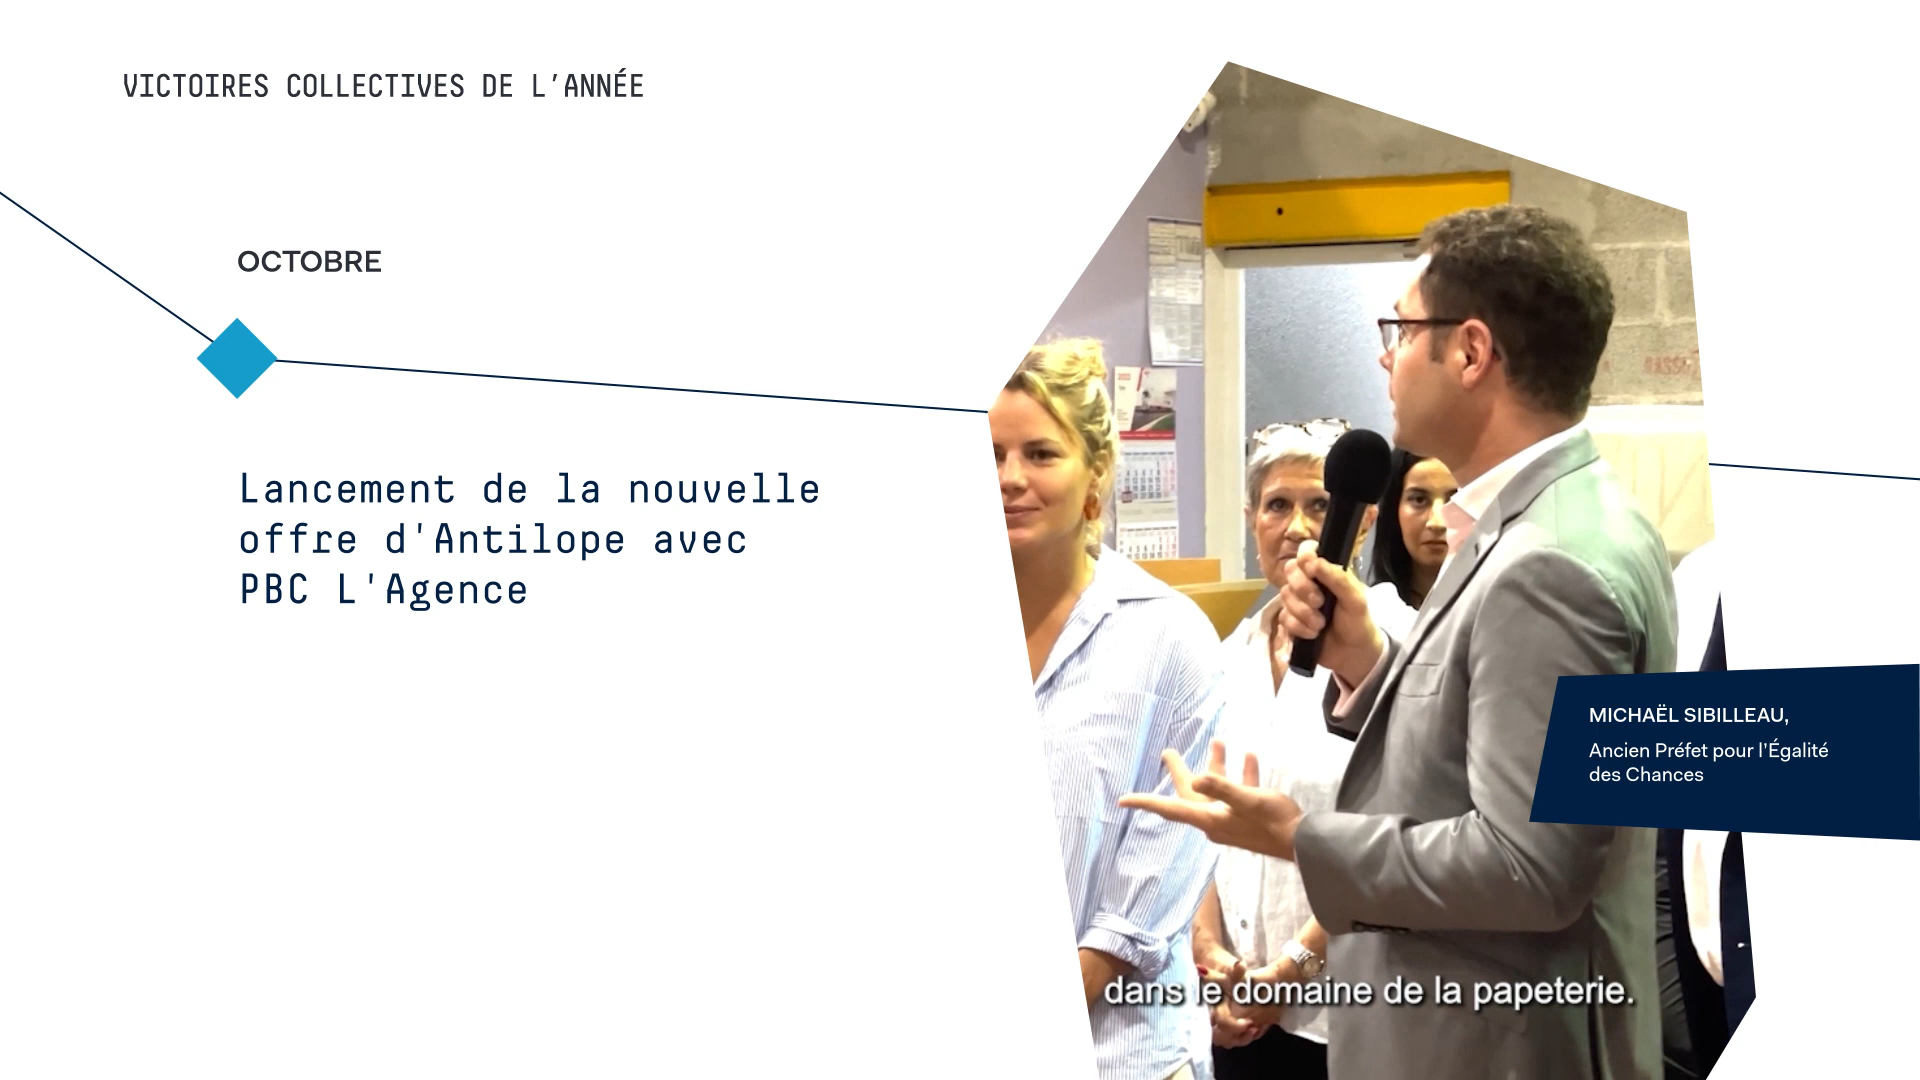 VICTOIRES COLLECTIVES DE L’ANNÉE
OCTOBRE
Lancement de la nouvelle
offre d'Antilope avec
PBC L'Agence
MICHAËL SIBILLEAU,
Ancien Préfet pour l’Égalité
des Chances
dans le domaine de la papeterie.